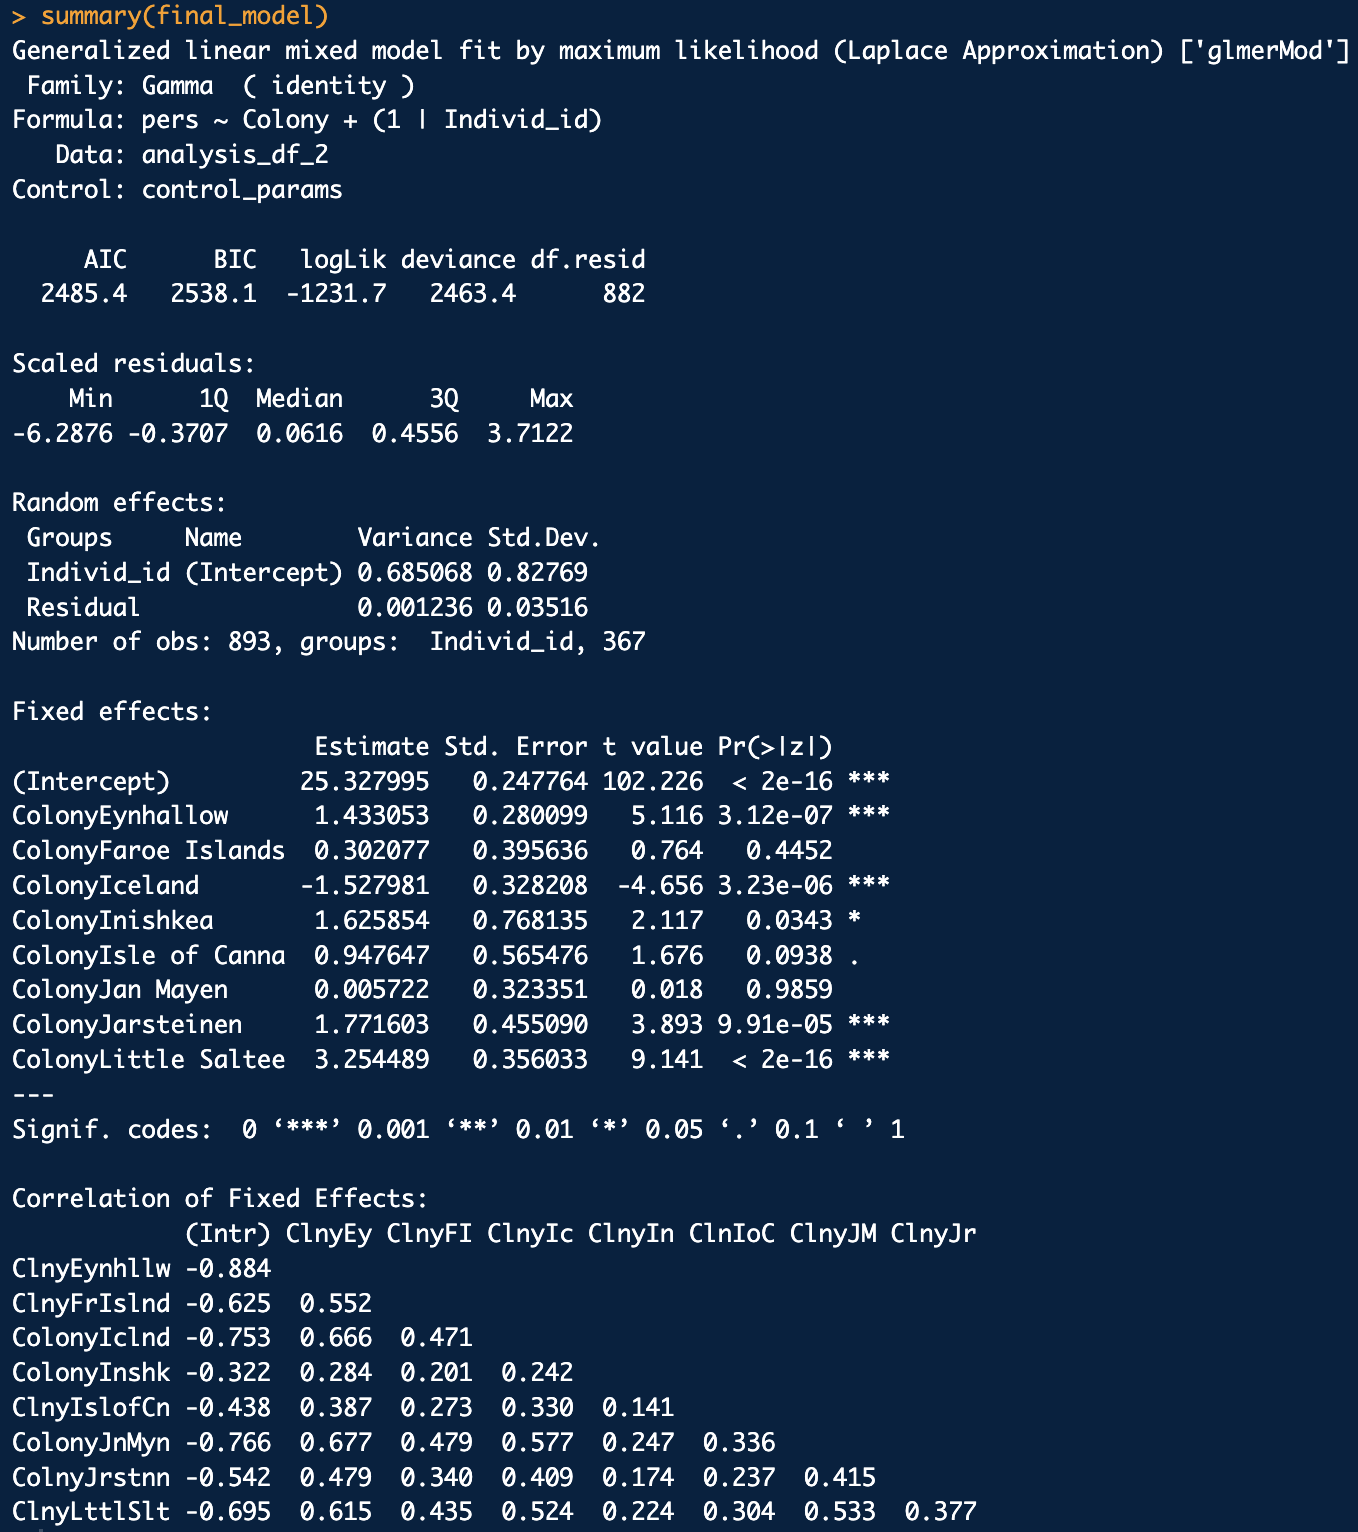 > summary(final_model)
Generalized linear mixed model fit by maximum likelihood (Laplace Approximation) ['glmerMod']
 Family: Gamma  ( identity )
Formula: pers ~ Colony + (1 | Individ_id)
   Data: analysis_df_2
Control: control_params

     AIC      BIC   logLik deviance df.resid
  2485.4   2538.1  -1231.7   2463.4      882

Scaled residuals:
    Min      1Q  Median      3Q     Max
-6.2876 -0.3707  0.0616  0.4556  3.7122

Random effects:
 Groups     Name        Variance Std.Dev.
 Individ_id (Intercept) 0.685068 0.82769
 Residual               0.001236 0.03516
Number of obs: 893, groups:  Individ_id, 367

Fixed effects:
                     Estimate Std. Error t value Pr(>|z|)
(Intercept)         25.327995   0.247764 102.226  < 2e-16 ***
ColonyEynhallow      1.433053   0.280099   5.116 3.12e-07 ***
ColonyFaroe Islands  0.302077   0.395636   0.764   0.4452
ColonyIceland       -1.527981   0.328208  -4.656 3.23e-06 ***
ColonyInishkea       1.625854   0.768135   2.117   0.0343 *
ColonyIsle of Canna  0.947647   0.565476   1.676   0.0938 .
ColonyJan Mayen      0.005722   0.323351   0.018   0.9859
ColonyJarsteinen     1.771603   0.455090   3.893 9.91e-05 ***
ColonyLittle Saltee  3.254489   0.356033   9.141  < 2e-16 ***
---
Signif. codes:  0 ‘***’ 0.001 ‘**’ 0.01 ‘*’ 0.05 ‘.’ 0.1 ‘ ’ 1

Correlation of Fixed Effects:
            (Intr) ClnyEy ClnyFI ClnyIc ClnyIn ClnIoC ClnyJM ClnyJr
ClnyEynhllw -0.884
ClnyFrIslnd -0.625  0.552
ColonyIclnd -0.753  0.666  0.471
ColonyInshk -0.322  0.284  0.201  0.242
ClnyIslofCn -0.438  0.387  0.273  0.330  0.141
ColonyJnMyn -0.766  0.677  0.479  0.577  0.247  0.336
ColnyJrstnn -0.542  0.479  0.340  0.409  0.174  0.237  0.415
ClnyLttlSlt -0.695  0.615  0.435  0.524  0.224  0.304  0.533  0.377